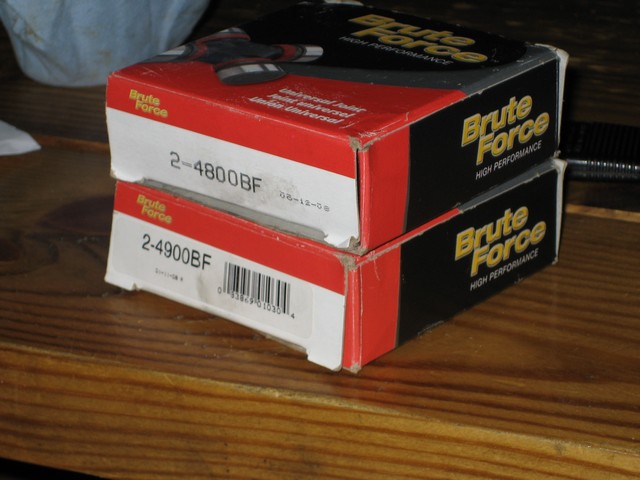 Brute
Force
HIGH PERFORMANCE
Universal Joint
Joint universel
Unión Universal
Brute
Force
2-4800BF
Brute
Force
HIGH PERFORMANCE
Brute
Force
2-4900BF
Brute
Force
HIGH PERFORMANCE